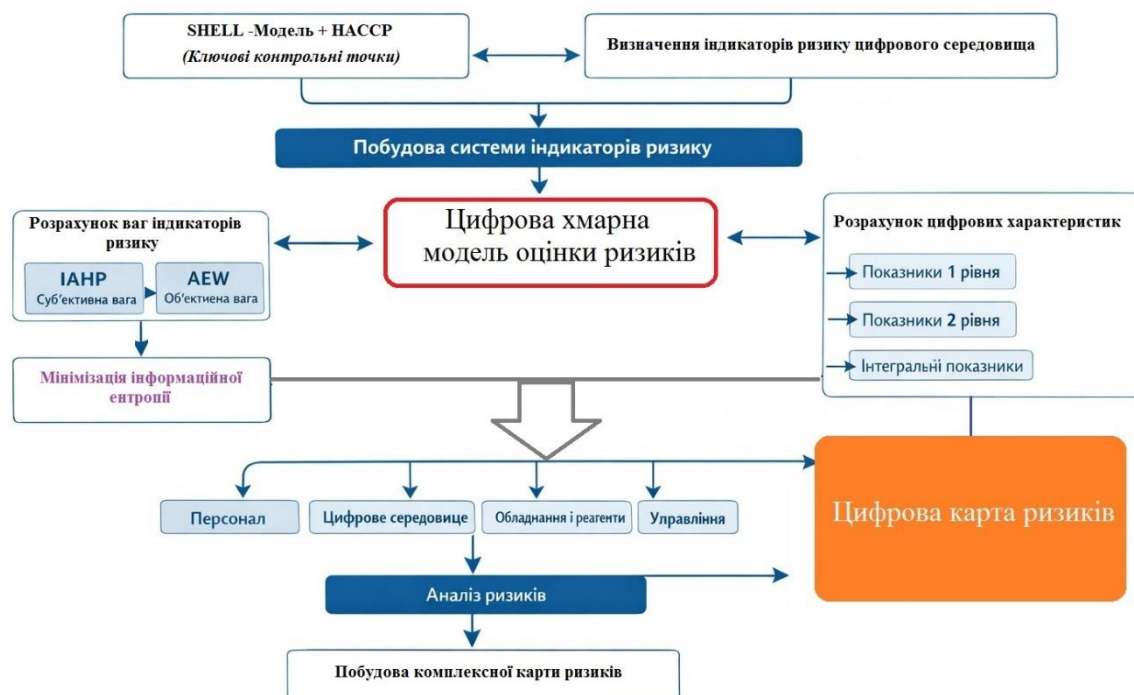 SHELL -Модель + НАССР
(Ключові контрольні точки)
Визначення індикаторів ризику цифрового середовища
Побудова системи індикаторів ризику
Розрахунок ваг індикаторів
ризику
IAHP
Суб'єктивна вага
AEW
Об'єктиена вага
Цифрова хмарна
модель оцінки ризиків
Розрахунок цифрових характеристик
Показники 1 рівня
Показники 2 рівня
Інтегральні показники
Мінімізація інформаційної
ентропії
Персонал
Цифрове середовице
Обладнання і реагенти
Управління
Цифрова карта ризиків
Аналіз ризиків
Побудова комплексної карти ризиків